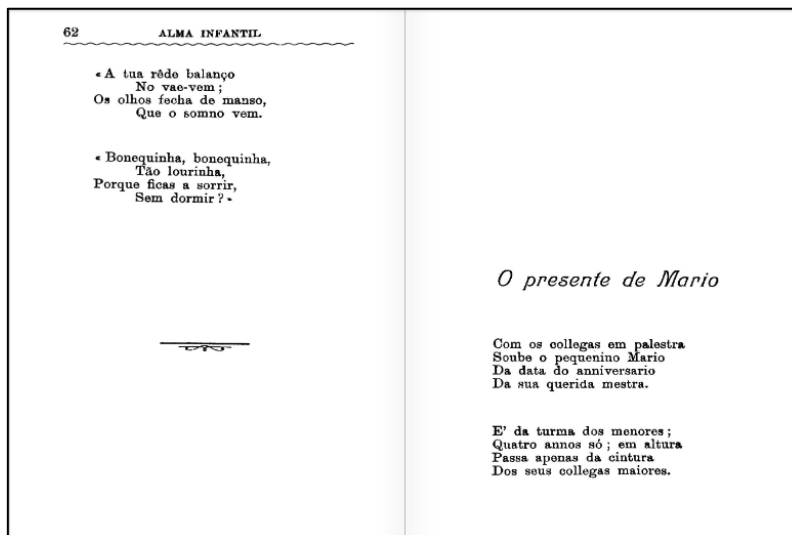 62 ALMA INFANTIL
« A tua rêde balanço
No vae-vem ;
Os olhos fecha de manso,
Que o somno vem.
« Bonequinha, bonequinha,
Tão lourinha,
Porque ficas a sorrir,
Sem dormir ? »
O presente de Mario
Com os collegas em palestra
Soube o pequenino Mario
Da data do anniversario
Da sua querida mestra.
E' da turma dos menores ;
Quatro annos só ; em altura
Passa apenas da cintura
Dos seus collegas maiores.